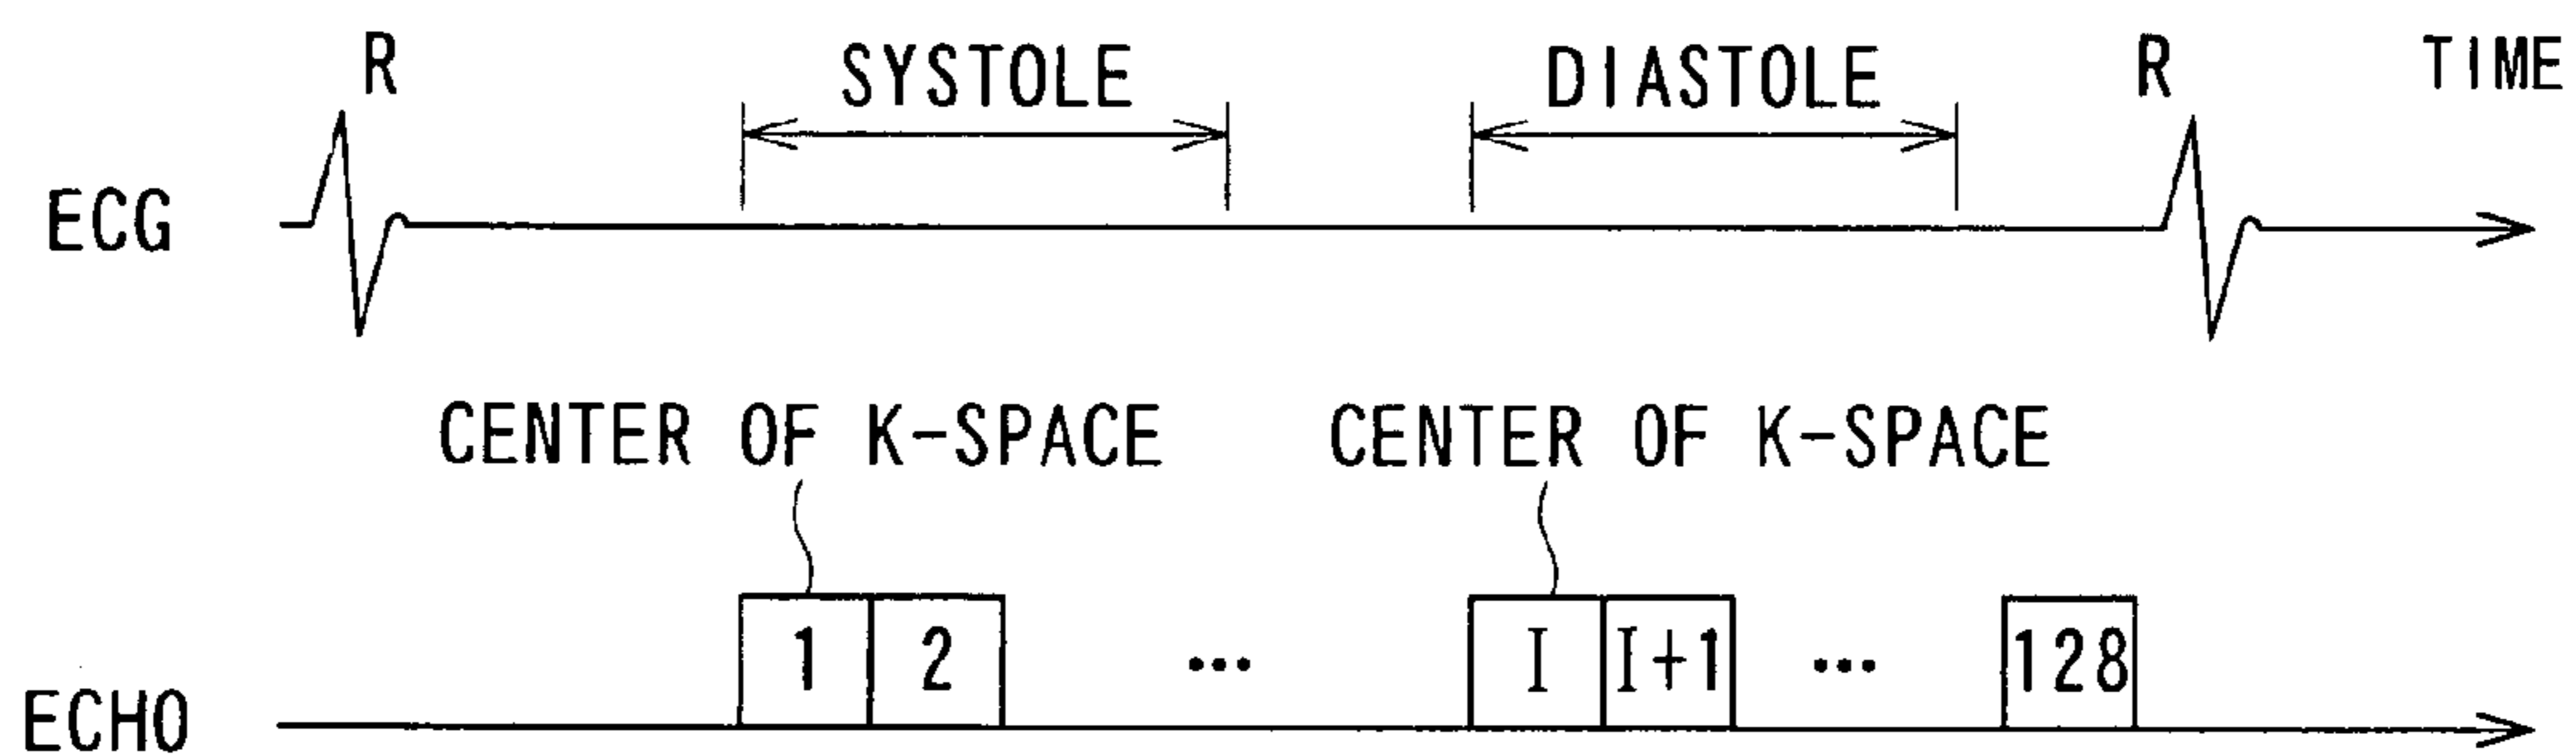 R SYSTOLE DIASTOLE R TIME
ECG
CENTER OF K-SPACE CENTER OF K-SPACE
1 2 ••• I I+1 ••• 128
ECHO